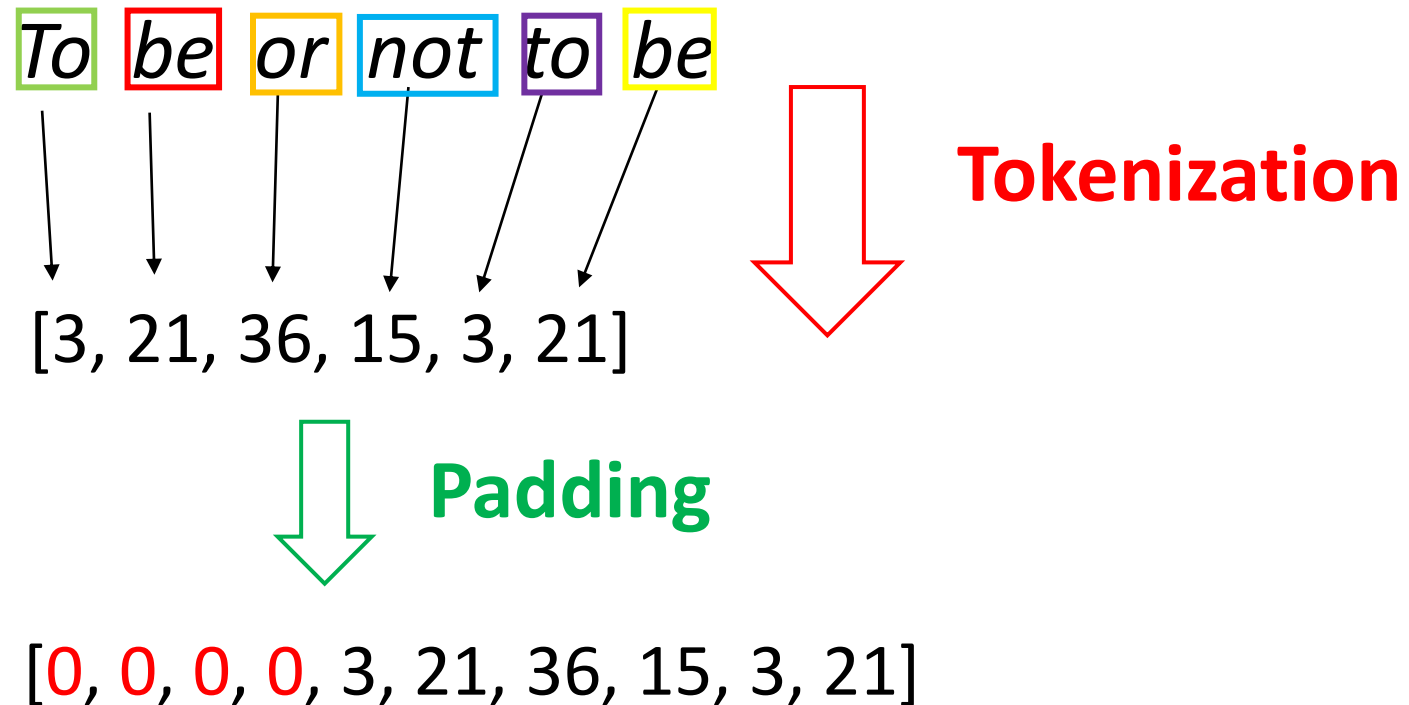 To be or not to be
Tokenization
[3, 21, 36, 15, 3, 21]
Padding
[0, 0, 0, 0, 3, 21, 36, 15, 3, 21]